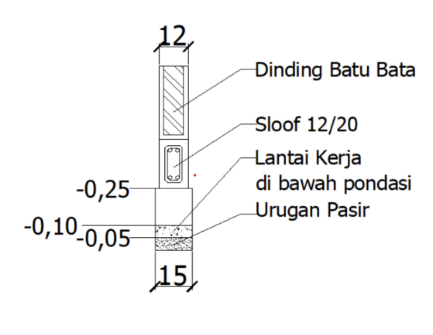 12
Dinding Batu Bata
Sloof 12/20
Lantai Kerja
di bawah pondasi
-0,25
Urugan Pasir
-0,10
-0,05
15